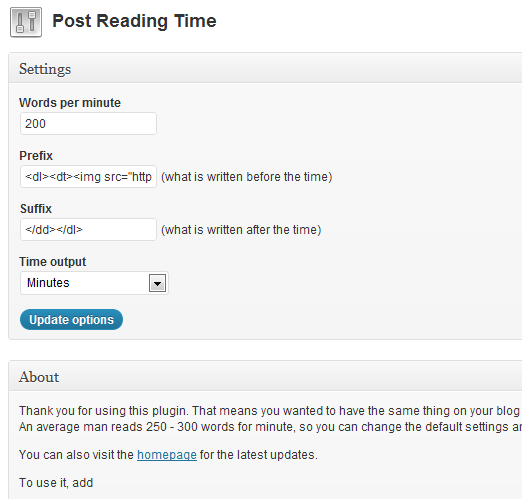 Post Reading Time
Settings
Words per minute
200
Prefix
<dl><dt><img src="http (what is written before the time)
Suffix
</dd></dl> (what is written after the time)
Time output
Minutes
Update options
About
Thank you for using this plugin. That means you wanted to have the same thing on your blog
An average man reads 250 - 300 words for minute, so you can change the default settings
You can also visit the homepage for the latest updates.
To use it, add